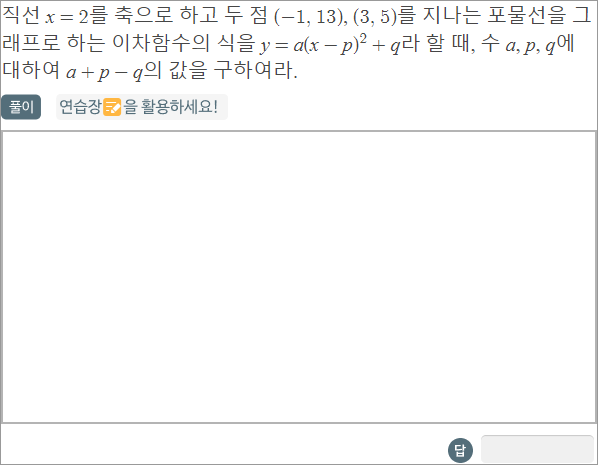 직선 x = 2를 축으로 하고 두 점 (−1, 13), (3, 5)를 지나는 포물선을 그
래프로 하는 이차함수의 식을 y = a(x − p)² + q라 할 때, 수 a, p, q에
대하여 a + p − q의 값을 구하여라.
풀이 연습장을 활용하세요!
답